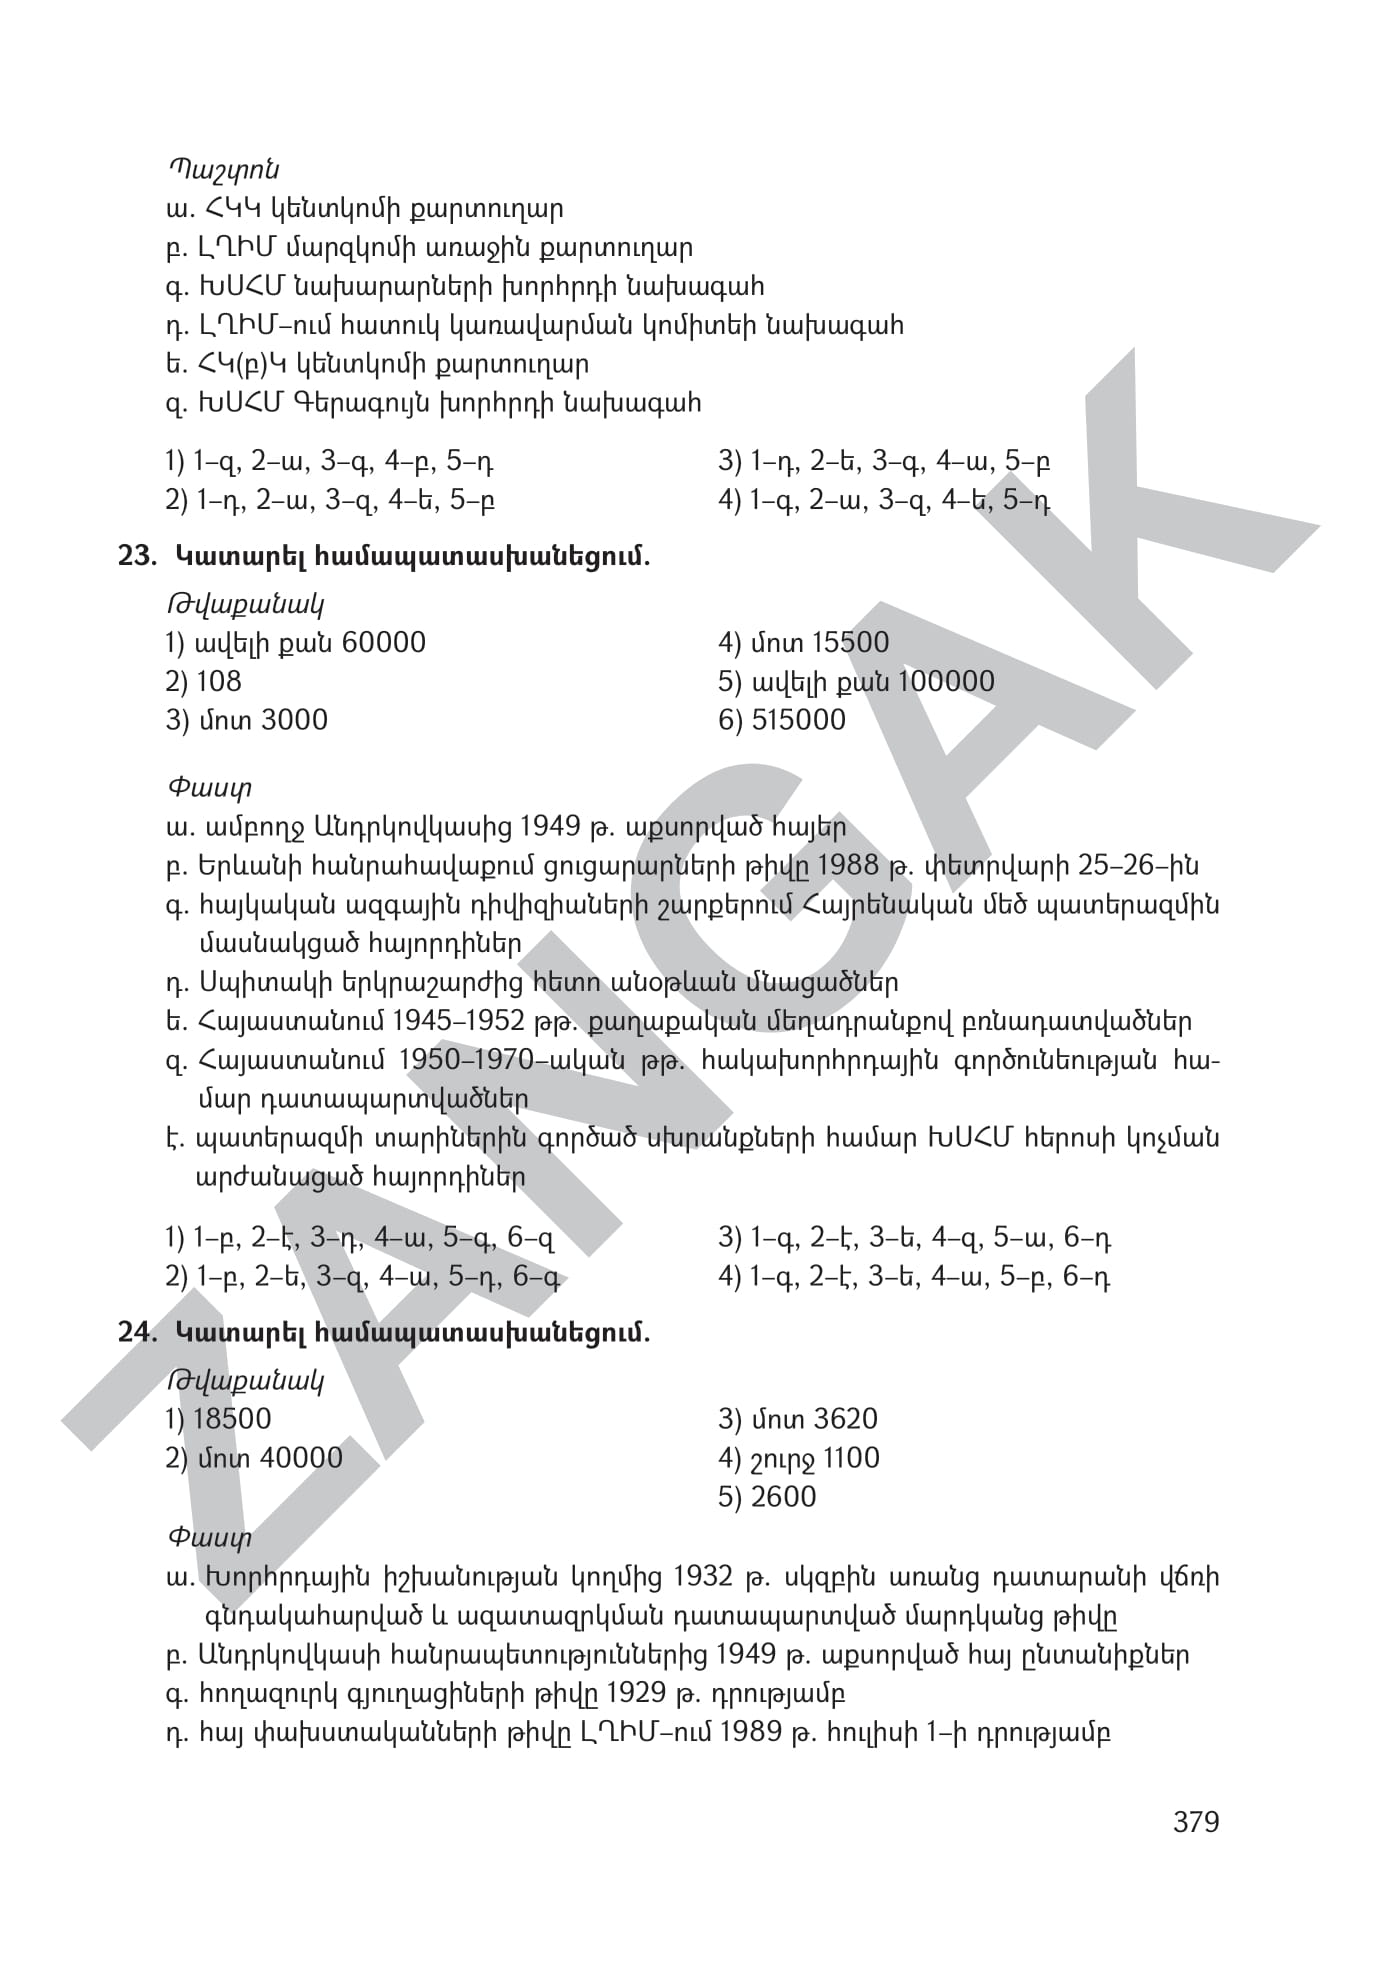 Պաշտոն
ա. ՀԿԿ կենտկոմի քարտուղար
բ. ԼՂԻՄ մարզկոմի առաջին քարտուղար
գ. ԽՍՀՄ նախարարների խորհրդի նախագահ
դ. ԼՂԻՄ–ում հատուկ կառավարման կոմիտեի նախագահ
ե. ՀԿ(բ)Կ կենտկոմի քարտուղար
զ. ԽՍՀՄ Գերագույն խորհրդի նախագահ
1) 1–զ, 2–ա, 3–գ, 4–բ, 5–դ
3) 1–դ, 2–ե, 3–գ, 4–ա, 5–բ
2) 1–դ, 2–ա, 3–զ, 4–ե, 5–բ
4) 1–գ, 2–ա, 3–զ, 4–ե, 5–դ
23. Կատարել համապատասխանեցում.
Թվաքանակ
1) ավելի քան 60000
4) մոտ 15500
2) 108
5) ավելի քան 100000
3) մոտ 3000
6) 515000
Փաստ
ա. ամբողջ Անդրկովկասից 1949 թ. աքսորված հայեր
բ. Երևանի հանրահավաքում ցուցարարների թիվը 1988 թ. փետրվարի 25–26–ին
գ. հայկական ազգային դիվիզիաների շարքերում Հայրենական մեծ պատերազմին
մասնակցած հայորդիներ
դ. Սպիտակի երկրաշարժից հետո անօթևան մնացածներ
ե. Հայաստանում 1945–1952 թթ. քաղաքական մեղադրանքով բռնադատվածներ
զ. Հայաստանում 1950–1970–ական թթ. հակախորհրդային գործունեության հա-
մար դատապարտվածներ
է. պատերազմի տարիներին գործած սխրանքների համար ԽՍՀՄ հերոսի կոչման
արժանացած հայորդիներ
1) 1–բ, 2–է, 3–դ, 4–ա, 5–գ, 6–զ
3) 1–գ, 2–է, 3–ե, 4–զ, 5–ա, 6–դ
2) 1–բ, 2–ե, 3–զ, 4–ա, 5–դ, 6–գ
4) 1–գ, 2–է, 3–ե, 4–ա, 5–բ, 6–դ
24. Կատարել համապատասխանեցում.
Թվաքանակ
1) 18500
3) մոտ 3620
2) մոտ 40000
4) շուրջ 1100
5) 2600
Փաստ
ա. Խորհրդային իշխանության կողմից 1932 թ. սկզբին առանց դատարանի վճռի
գնդակահարված և ազատազրկման դատապարտված մարդկանց թիվը
բ. Անդրկովկասի հանրապետություններից 1949 թ. աքսորված հայ ընտանիքներ
գ. հողազուրկ գյուղացիների թիվը 1929 թ. դրությամբ
դ. հայ փախստականների թիվը ԼՂԻՄ–ում 1989 թ. հուլիսի 1–ի դրությամբ
379
ZANGAK